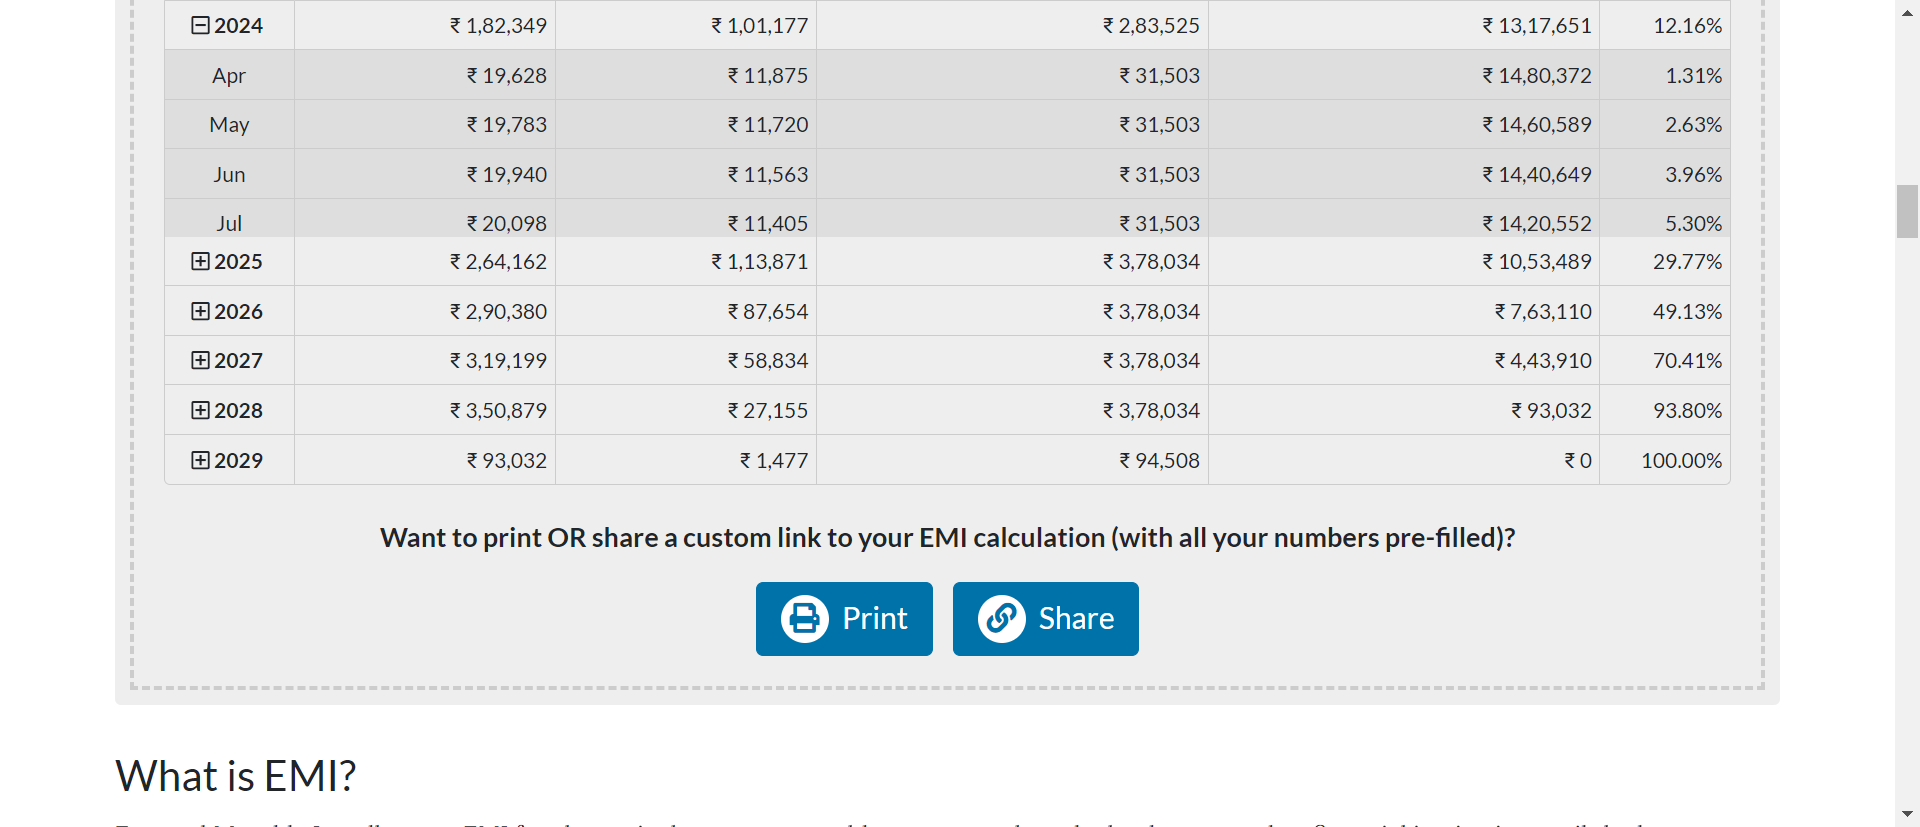 2024 ₹ 1,82,349 ₹ 1,01,177 ₹ 2,83,525 ₹ 13,17,651 12.16%
Apr ₹ 19,628 ₹ 11,875 ₹ 31,503 ₹ 14,80,372 1.31%
May ₹ 19,783 ₹ 11,720 ₹ 31,503 ₹ 14,60,589 2.63%
Jun ₹ 19,940 ₹ 11,563 ₹ 31,503 ₹ 14,40,649 3.96%
Jul ₹ 20,098 ₹ 11,405 ₹ 31,503 ₹ 14,20,552 5.30%
2025 ₹ 2,64,162 ₹ 1,13,871 ₹ 3,78,034 ₹ 10,53,489 29.77%
2026 ₹ 2,90,380 ₹ 87,654 ₹ 3,78,034 ₹ 7,63,110 49.13%
2027 ₹ 3,19,199 ₹ 58,834 ₹ 3,78,034 ₹ 4,43,910 70.41%
2028 ₹ 3,50,879 ₹ 27,155 ₹ 3,78,034 ₹ 93,032 93.80%
2029 ₹ 93,032 ₹ 1,477 ₹ 94,508 ₹ 0 100.00%
Want to print OR share a custom link to your EMI calculation (with all your numbers pre-filled)?
Print Share
What is EMI?